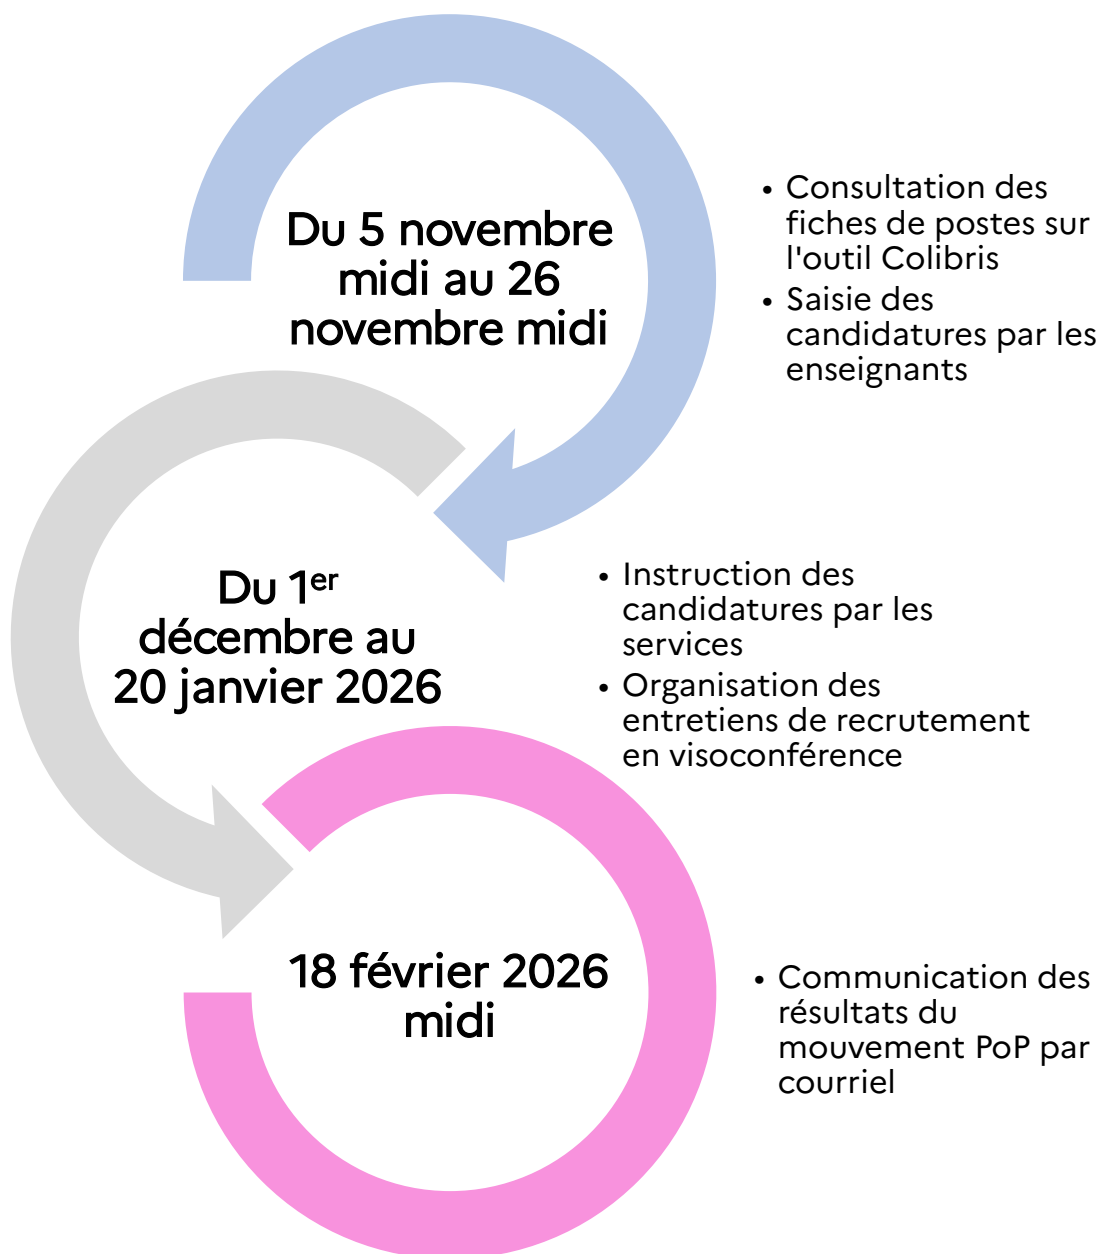 Du 5 novembre
midi au 26
novembre midi
• Consultation des
fiches de postes sur
l'outil Colibris
• Saisie des
candidatures par les
enseignants
Du 1er
décembre au
20 janvier 2026
• Instruction des
candidatures par les
services
• Organisation des
entretiens de recrutement
en visoconférence
18 février 2026
midi
• Communication des
résultats du
mouvement PoP par
courriel